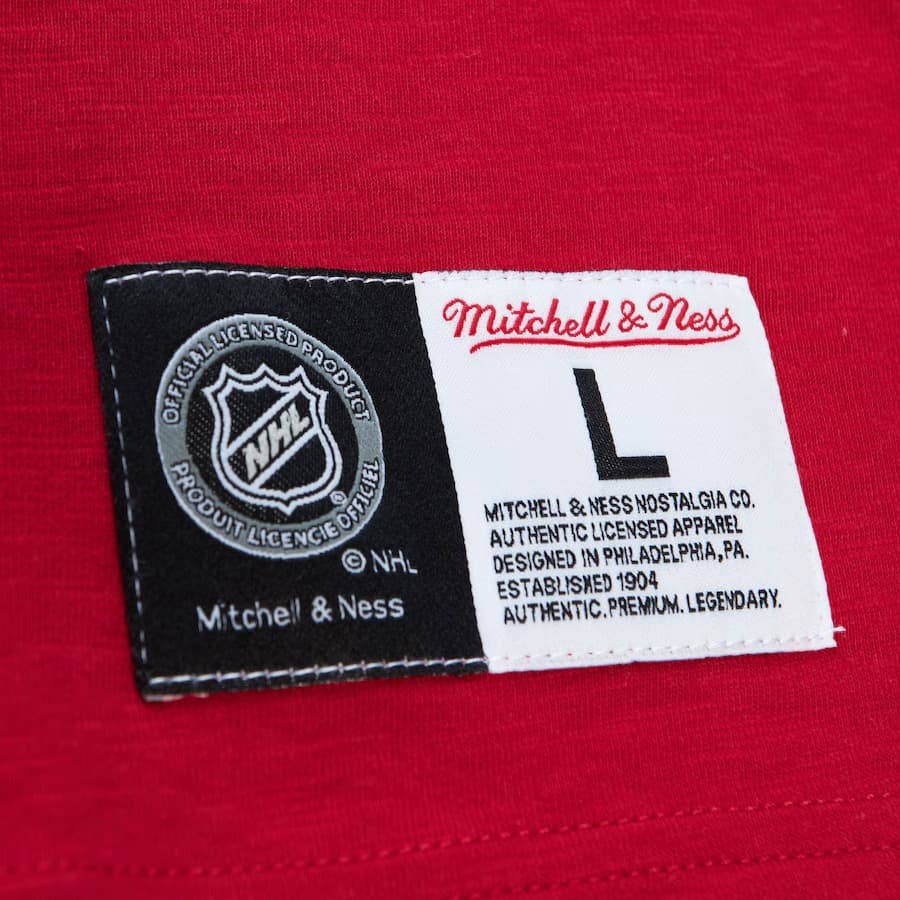 OFFICIAL LICENSED PRODUCT
NHL
®
PRODUIT LICENCIE OFFICIEL
© NHL
Mitchell & Ness
Mitchell & Ness
L
MITCHELL & NESS NOSTALGIA CO.
AUTHENTIC LICENSED APPAREL
DESIGNED IN PHILADELPHIA, PA.
ESTABLISHED 1904
AUTHENTIC. PREMIUM. LEGENDARY.